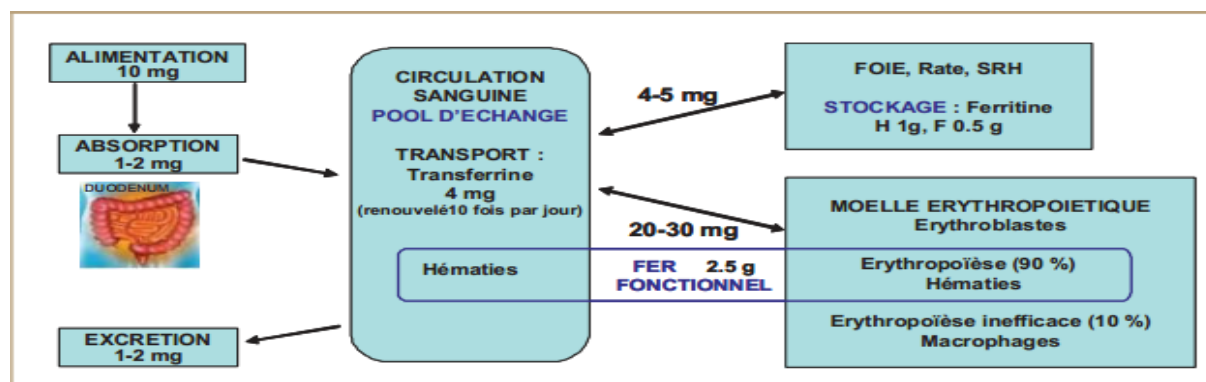 ALIMENTATION
10 mg
ABSORPTION
1-2 mg
DUODENUM
EXCRETION
1-2 mg
CIRCULATION
SANGUINE
POOL D'ECHANGE
TRANSPORT :
Transferrine
4 mg
(renouvelé10 fois par jour)
Hématies
4-5 mg
20-30 mg
FER 2.5 g
FONCTIONNEL
FOIE, Rate, SRH
STOCKAGE : Ferritine
H 1g, F 0.5 g
MOELLE ERYTHROPOIETIQUE
Erythroblastes
Erythropoïèse (90 %)
Hématies
Erythropoïèse inefficace (10 %)
Macrophages